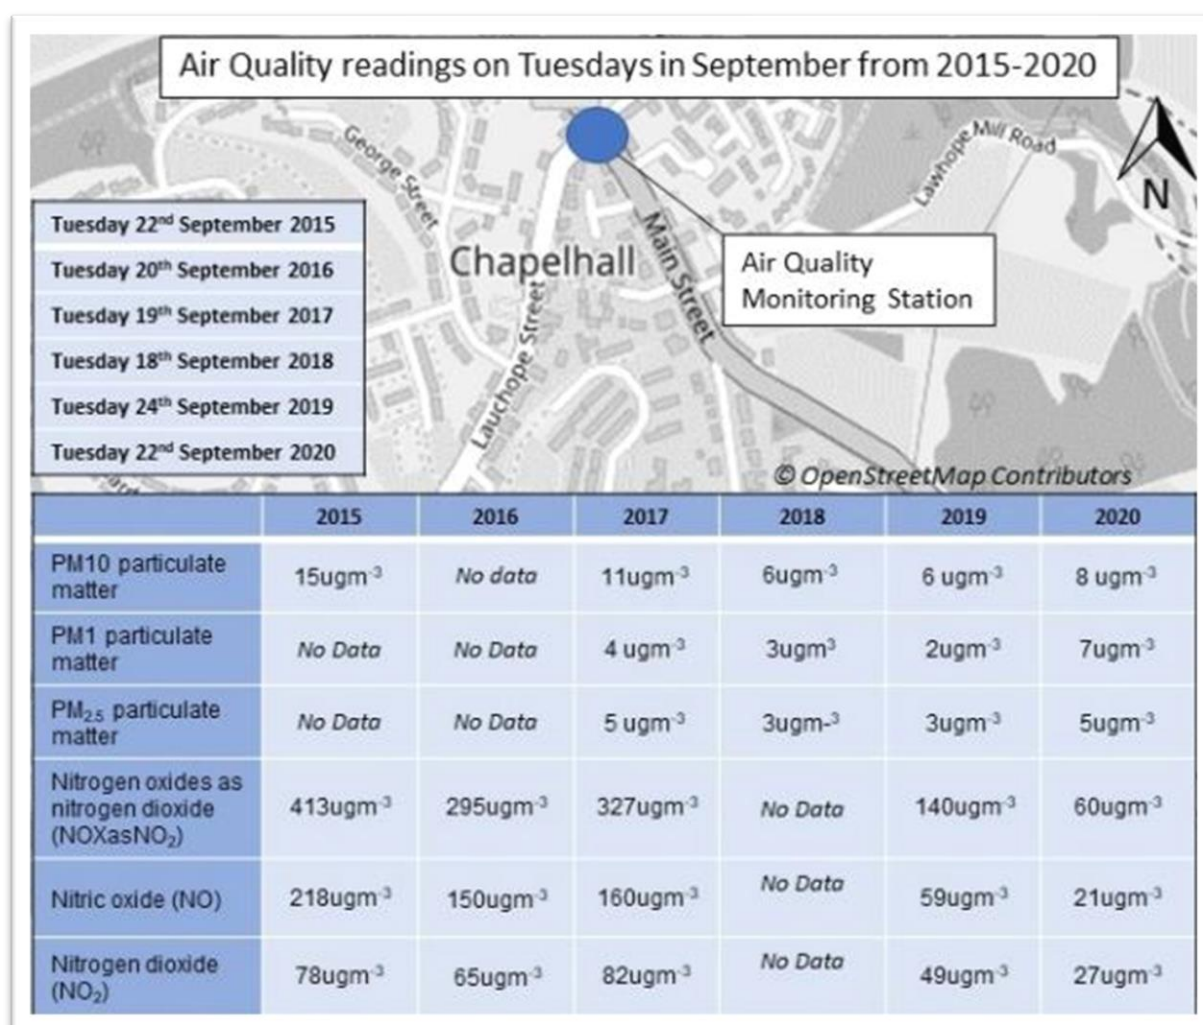 Air Quality readings on Tuesdays in September from 2015-2020
George Street
Lawhope Mill Road
N
Tuesday 22nd September 2015
Tuesday 20th September 2016
Tuesday 19th September 2017
Tuesday 18th September 2018
Tuesday 24th September 2019
Tuesday 22nd September 2020
Chapelhall
Main Street
Lauchope Street
Air Quality
Monitoring Station
© OpenStreetMap Contributors
2015 2016 2017 2018 2019 2020
PM10 particulate
matter
15ugm-3 No data 11ugm-3 6ugm-3 6 ugm-3 8 ugm-3
PM1 particulate
matter
No Data No Data 4 ugm-3 3ugm3 2ugm-3 7ugm-3
PM2.5 particulate
matter
No Data No Data 5 ugm-3 3ugm-3 3ugm-3 5ugm-3
Nitrogen oxides as
nitrogen dioxide
(NOXasNO2)
413ugm-3 295ugm-3 327ugm-3 No Data 140ugm-3 60ugm-3
Nitric oxide (NO) 218ugm-3 150ugm-3 160ugm-3 No Data 59ugm-3 21ugm-3
Nitrogen dioxide
(NO2)
78ugm-3 65ugm-3 82ugm-3 No Data 49ugm-3 27ugm-3